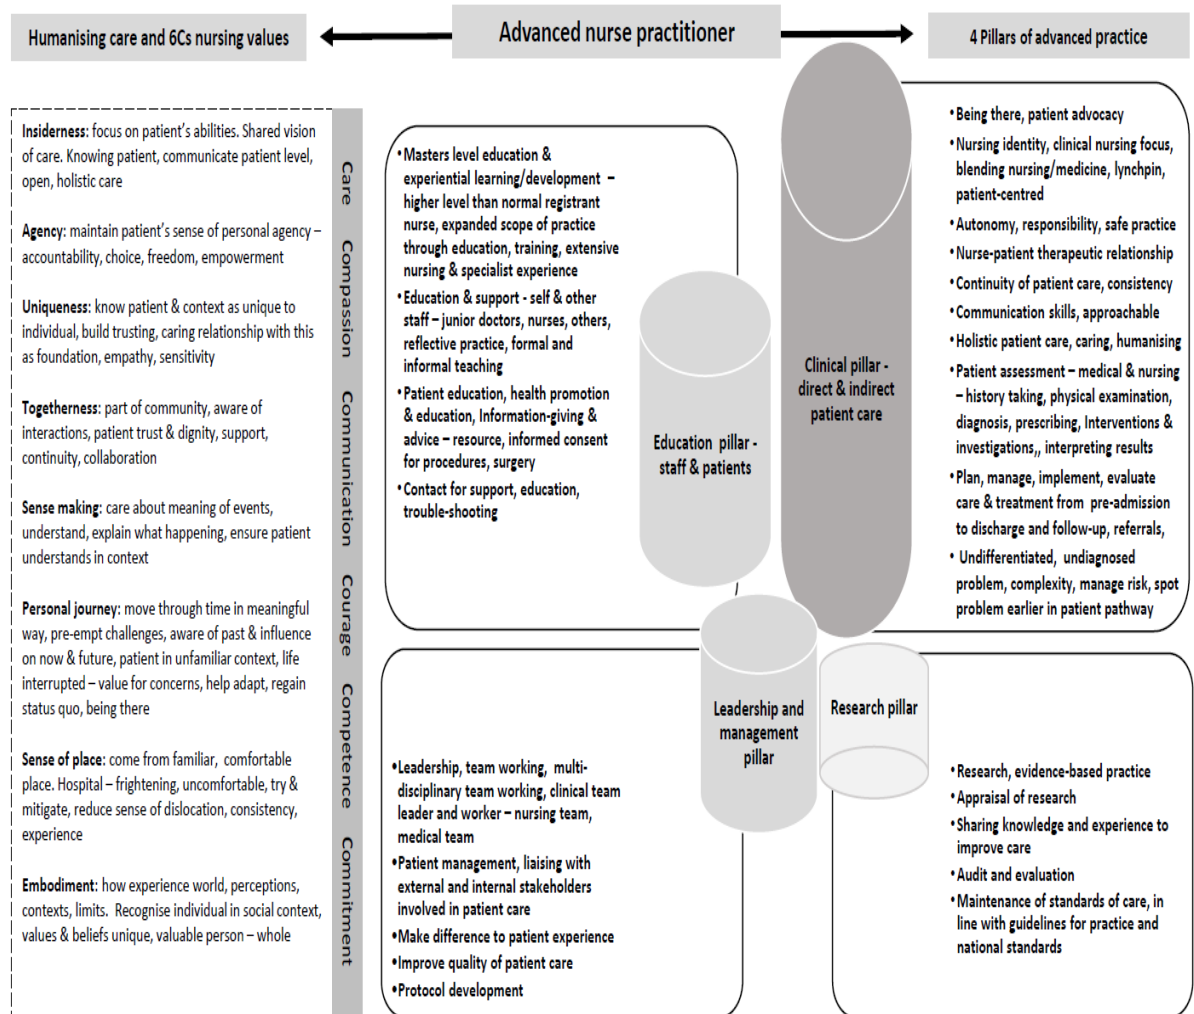 Humanising care and 6Cs nursing values
Advanced nurse practitioner
4 Pillars of advanced practice
Insiderness: focus on patient's abilities. Shared vision
of care. Knowing patient, communicate patient level,
open, holistic care
Agency: maintain patient's sense of personal agency –
accountability, choice, freedom, empowerment
Uniqueness: know patient & context as unique to
individual, build trusting, caring relationship with this
as foundation, empathy, sensitivity
Togetherness: part of community, aware of
interactions, patient trust & dignity, support,
continuity, collaboration
Sense making: care about meaning of events,
understand, explain what happening, ensure patient
understands in context
Personal journey: move through time in meaningful
way, pre-empt challenges, aware of past & influence
on now & future, patient in unfamiliar context, life
interrupted – value for concerns, help adapt, regain
status quo, being there
Sense of place: come from familiar, comfortable
place. Hospital – frightening, uncomfortable, try &
mitigate, reduce sense of dislocation, consistency,
experience
Embodiment: how experience world, perceptions,
contexts, limits. Recognise individual in social context,
values & beliefs unique, valuable person – whole
Care
Compassion
Communication
Courage
Competence
Commitment
•Masters level education &
experiential learning/development –
higher level than normal registrant
nurse, expanded scope of practice
through education, training, extensive
nursing & specialist experience
•Education & support - self & other
staff – junior doctors, nurses, others,
reflective practice, formal and
informal teaching
•Patient education, health promotion
& education, Information-giving &
advice – resource, informed consent
for procedures, surgery
•Contact for support, education,
trouble-shooting
Education pillar -
staff & patients
Clinical pillar -
direct & indirect
patient care
•Being there, patient advocacy
•Nursing identity, clinical nursing focus,
blending nursing/medicine, lynchpin,
patient-centred
•Autonomy, responsibility, safe practice
•Nurse-patient therapeutic relationship
•Continuity of patient care, consistency
•Communication skills, approachable
•Holistic patient care, caring, humanising
•Patient assessment – medical & nursing
– history taking, physical examination,
diagnosis, prescribing, Interventions &
investigations,, interpreting results
•Plan, manage, implement, evaluate
care & treatment from pre-admission
to discharge and follow-up, referrals,
• Undifferentiated, undiagnosed
problem, complexity, manage risk, spot
problem earlier in patient pathway
Leadership and
management
pillar
Research pillar
•Leadership, team working, multi-
disciplinary team working, clinical team
leader and worker – nursing team,
medical team
•Patient management, liaising with
external and internal stakeholders
involved in patient care
•Make difference to patient experience
•Improve quality of patient care
•Protocol development
•Research, evidence-based practice
•Appraisal of research
•Sharing knowledge and experience to
improve care
•Audit and evaluation
•Maintenance of standards of care, in
line with guidelines for practice and
national standards